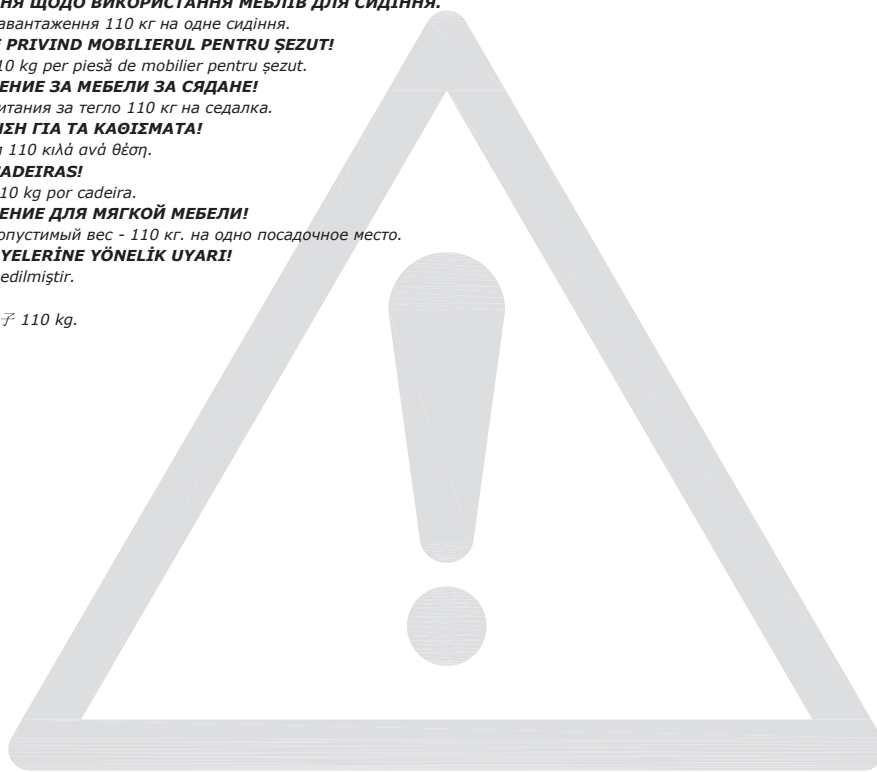 НЯ ЩОДО ВИКОРИСТАННЯ МЕБЛІВ ДЛЯ СИДІННЯ.
авантаження 110 кг на одне сидіння.
PRIVIND MOBILIERUL PENTRU ȘEZUT!
10 kg per piesă de mobilier pentru șezut.
ЕНИЕ ЗА МЕБЕЛИ ЗА СЯДАНЕ!
итания за тегло 110 кг на седалка.
ΣΗ ΓΙΑ ΤΑ ΚΑΘΙΣΜΑΤΑ!
110 κιλά ανά θέση.
ADEIRAS!
10 kg por cadeira.
ЕНИЕ ДЛЯ МЯГКОЙ МЕБЕЛИ!
опустимый вес - 110 кг. на одно посадочное место.
YELERİNE YÖNELİK UYARI!
edilmiştir.
子 110 kg.